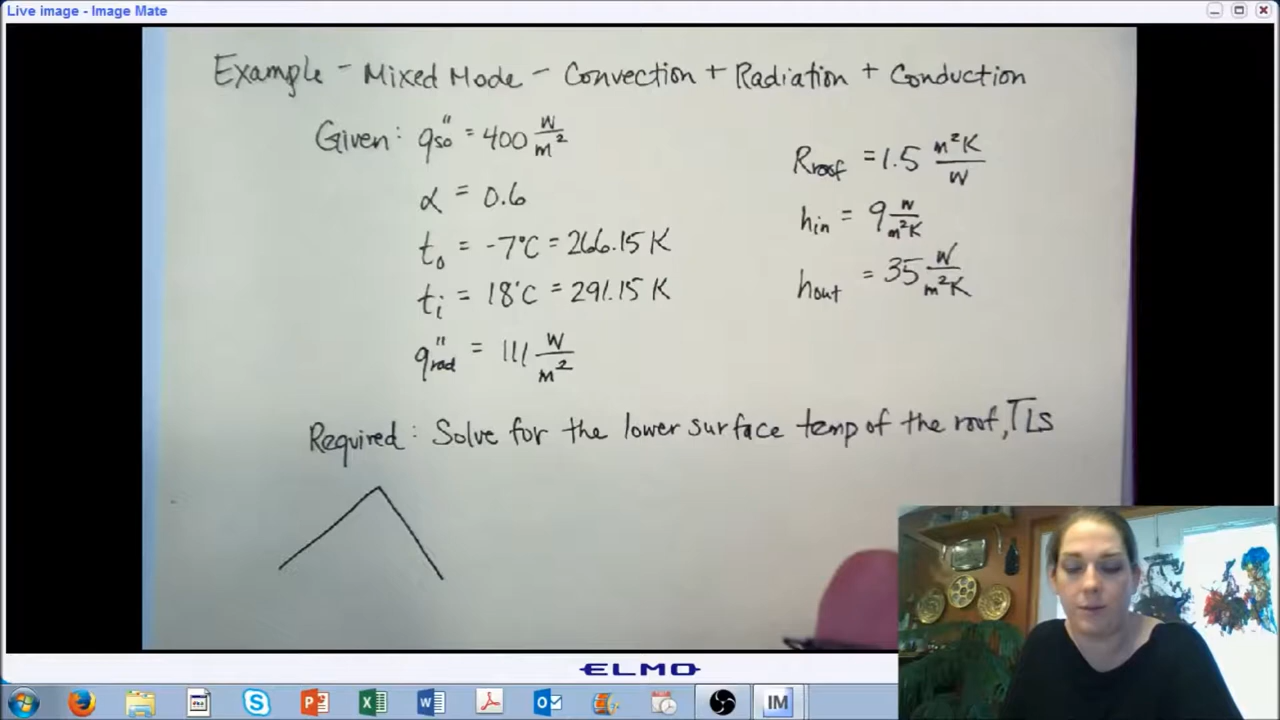 Live image - Image Mate
Example - Mixed Mode - Convection + Radiation + Conduction
Given: q"so = 400 W/m²
α = 0.6
to = -7°C = 266.15 K
ti = 18°C = 291.15 K
q"rad = 111 W/m²
Rroof = 1.5 m²K/W
hin = 9 W/m²K
hout = 35 W/m²K
Required: Solve for the lower surface temp of the roof, TLS
ELMO
IM